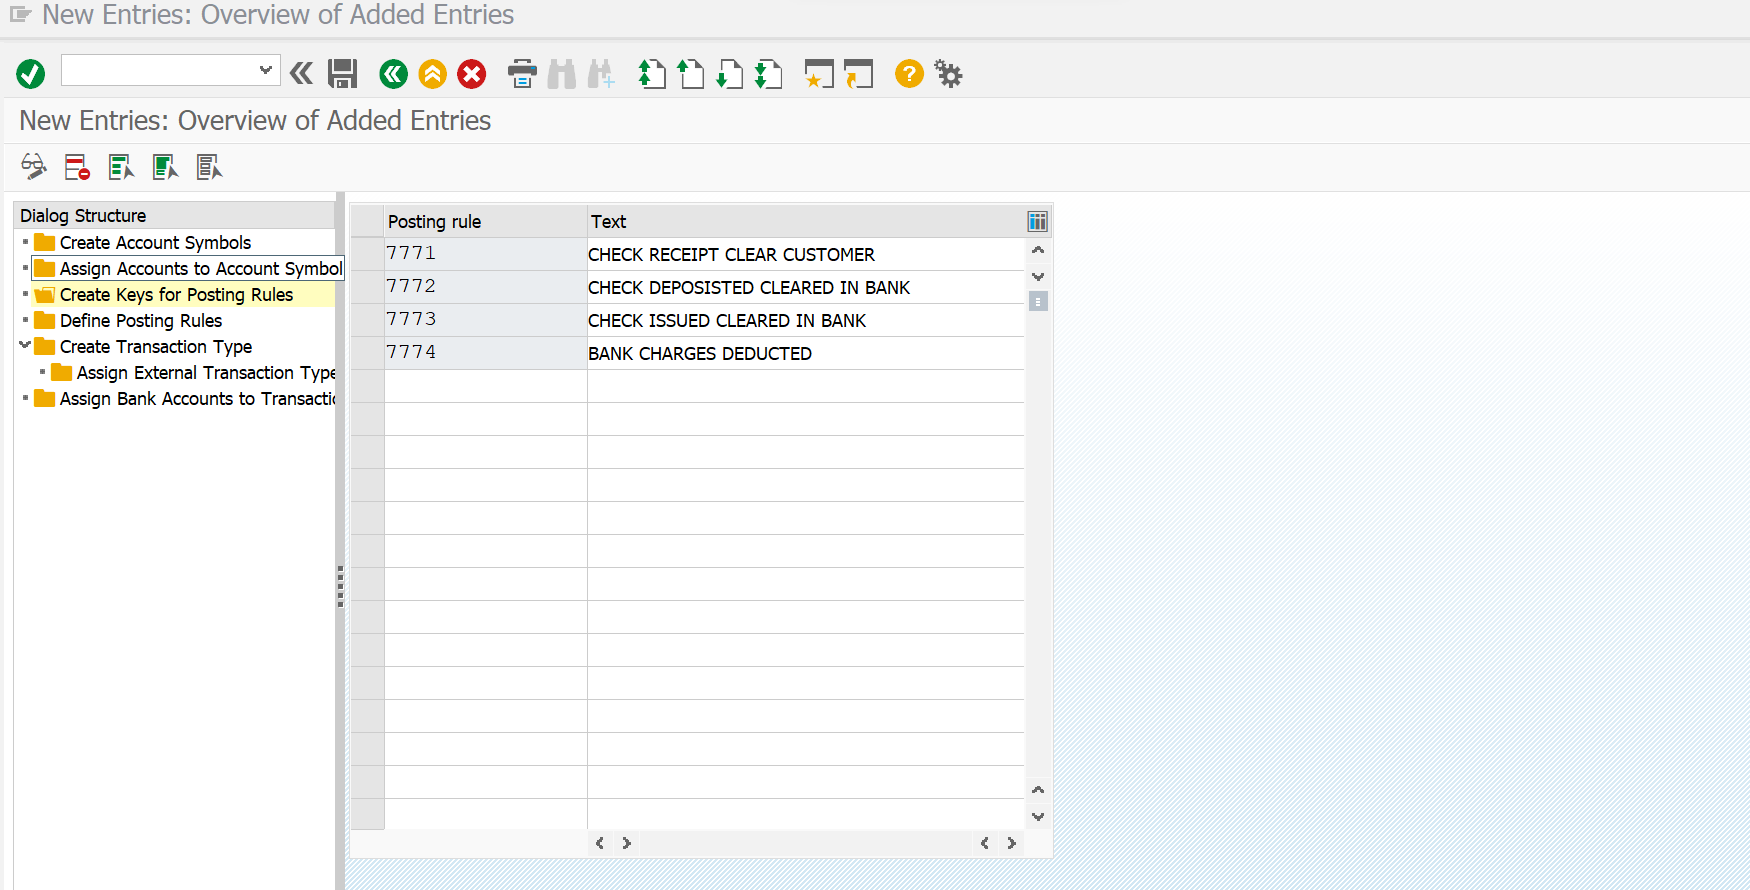 New Entries: Overview of Added Entries
New Entries: Overview of Added Entries
Dialog Structure
Create Account Symbols
Assign Accounts to Account Symbol
Create Keys for Posting Rules
Define Posting Rules
Create Transaction Type
Assign External Transaction Type
Assign Bank Accounts to Transactio
Posting rule Text
7771 CHECK RECEIPT CLEAR CUSTOMER
7772 CHECK DEPOSISTED CLEARED IN BANK
7773 CHECK ISSUED CLEARED IN BANK
7774 BANK CHARGES DEDUCTED